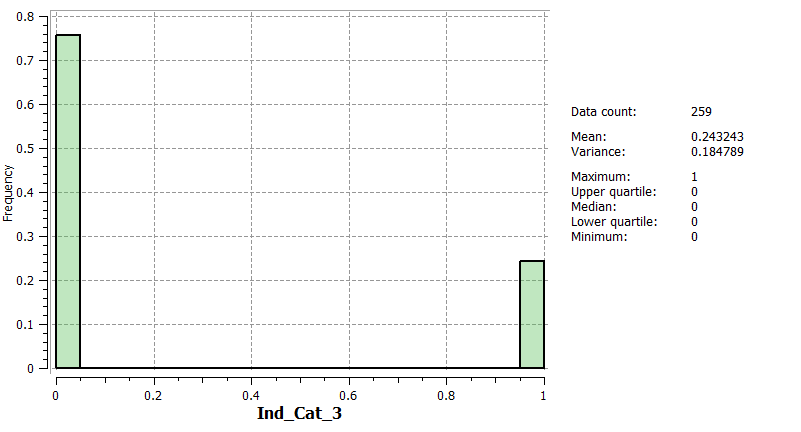 0.8
0.7
0.6
0.5
0.4
0.3
0.2
0.1
0
Frequency
0 0.2 0.4 0.6 0.8 1
Ind_Cat_3
Data count: 259
Mean: 0.243243
Variance: 0.184789
Maximum: 1
Upper quartile: 0
Median: 0
Lower quartile: 0
Minimum: 0